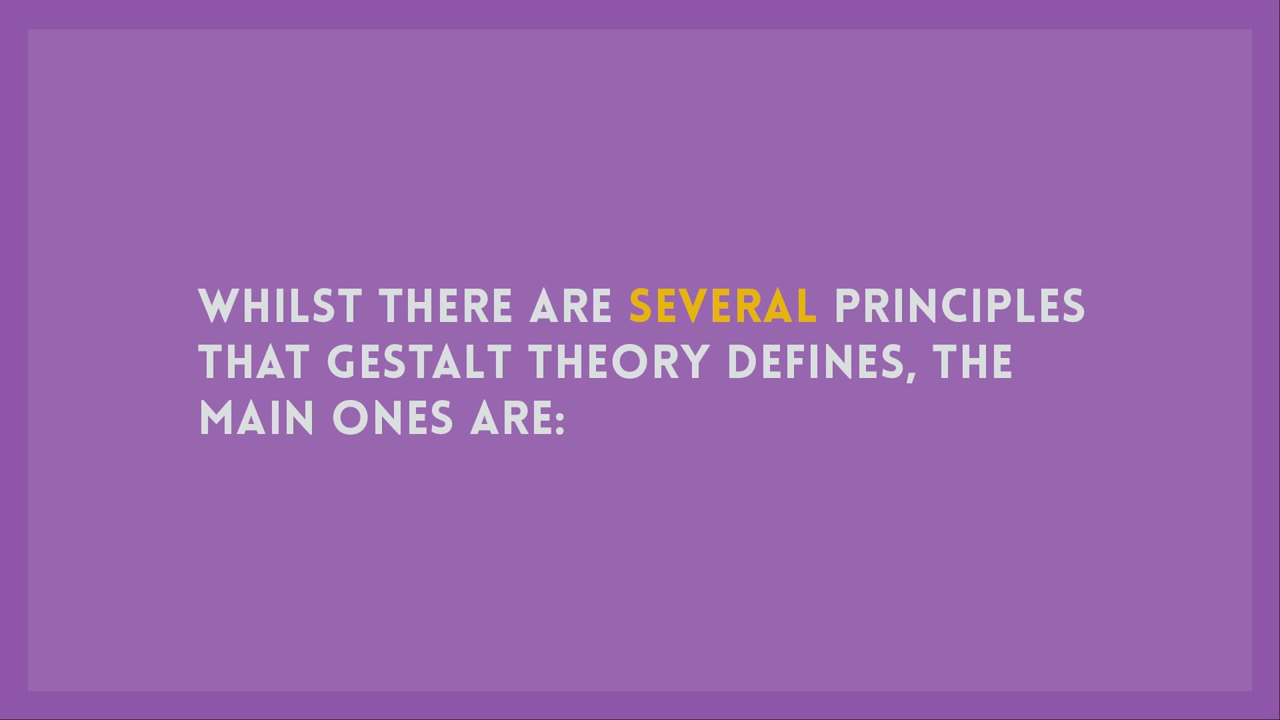 WHILST THERE ARE SEVERAL PRINCIPLES
THAT GESTALT THEORY DEFINES, THE
MAIN ONES ARE: